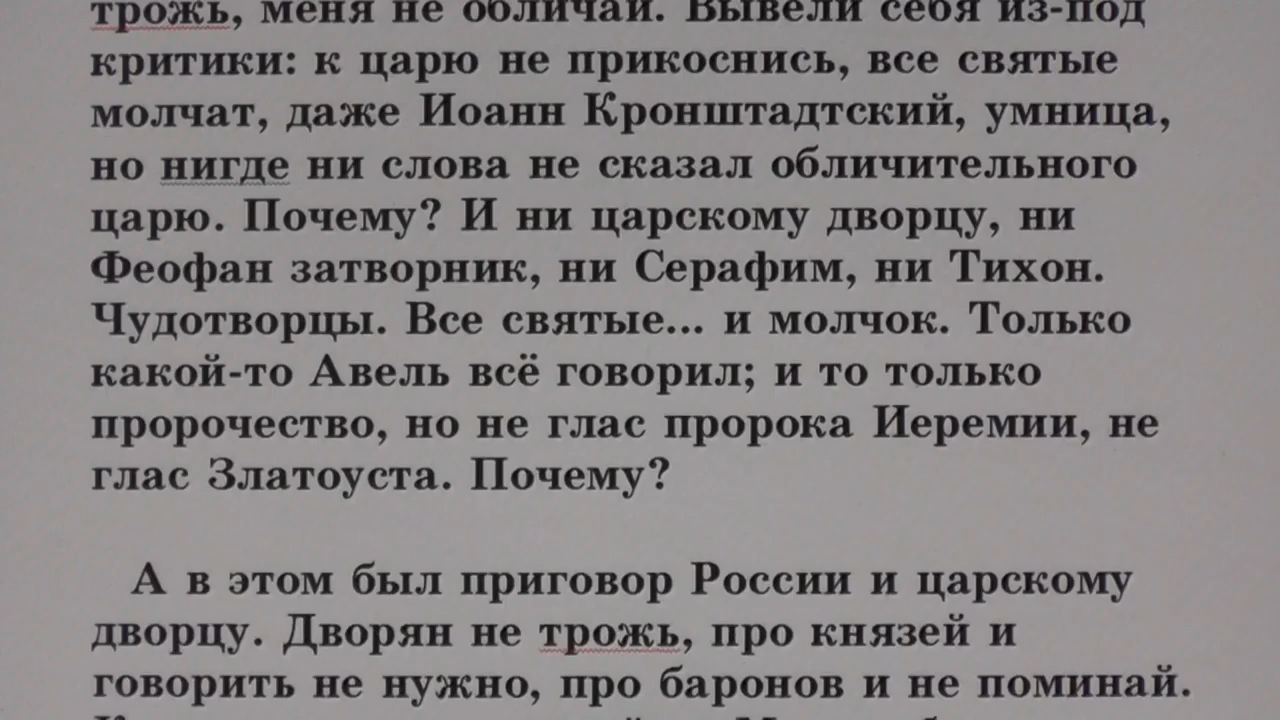 трожь, меня не обличай. Вывели себя из-под
критики: к царю не прикоснись, все святые
молчат, даже Иоанн Кронштадтский, умница,
но нигде ни слова не сказал обличительного
царю. Почему? И ни царскому дворцу, ни
Феофан затворник, ни Серафим, ни Тихон.
Чудотворцы. Все святые... и молчок. Только
какой-то Авель всё говорил; и то только
пророчество, но не глас пророка Иеремии, не
глас Златоуста. Почему?
А в этом был приговор России и царскому
дворцу. Дворян не трожь, про князей и
говорить не нужно, про баронов и не поминай.